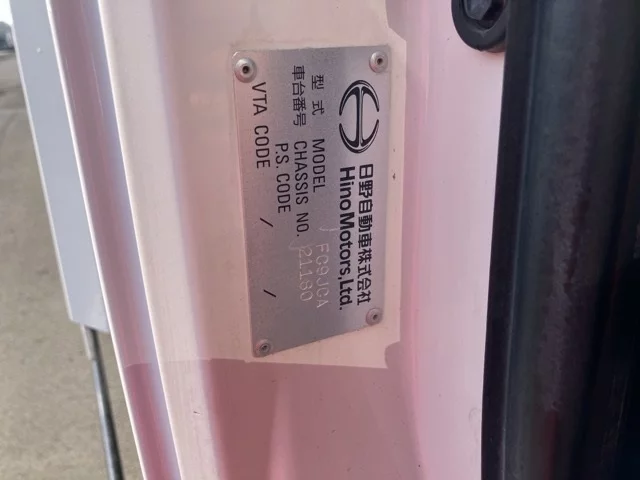 日野自動車株式会社
Hino Motors, Ltd.
型式 MODEL FC9JCA
車台番号 CHASSIS NO. 21180
P.S. CODE
VTA CODE / /